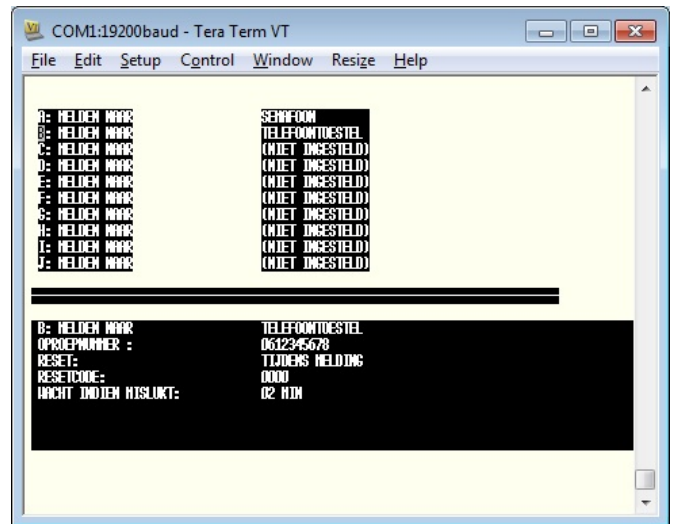 COM1:19200baud - Tera Term VT
File Edit Setup Control Window Resize Help
A: MELDEN NAAR SEMAFOON
B: MELDEN NAAR TELEFOONTOESTEL
C: MELDEN NAAR (NIET INGESTELD)
D: MELDEN NAAR (NIET INGESTELD)
E: MELDEN NAAR (NIET INGESTELD)
F: MELDEN NAAR (NIET INGESTELD)
G: MELDEN NAAR (NIET INGESTELD)
H: MELDEN NAAR (NIET INGESTELD)
I: MELDEN NAAR (NIET INGESTELD)
J: MELDEN NAAR (NIET INGESTELD)
B: MELDEN NAAR TELEFOONTOESTEL
OPROEPNUMMER : 0612345678
RESET: TIJDENS MELDING
RESETCODE: 0000
WACHT INDIEN MISLUKT: 02 MIN